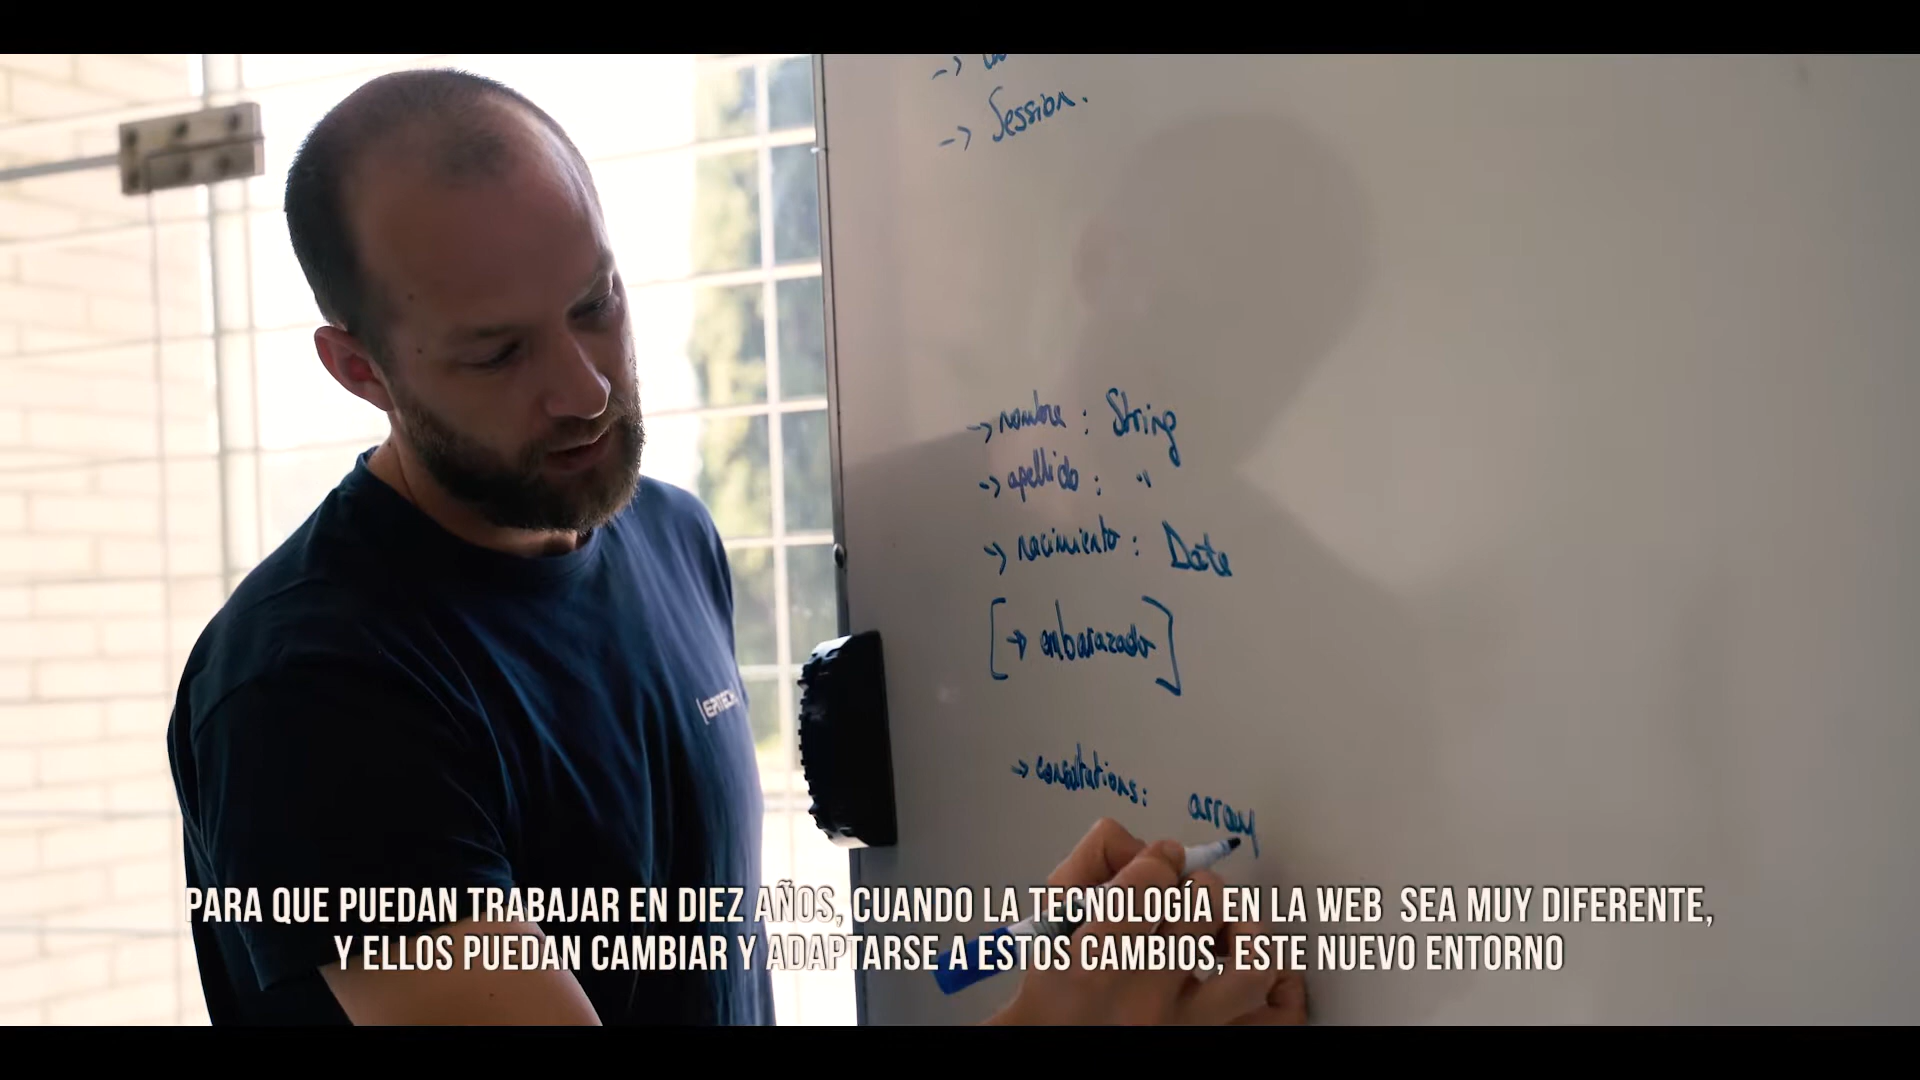 -> Session.
-> nombre : String
-> apellido : "
-> nacimiento : Date
[-> embarazada]
-> consultations: array
[EPITECH]
PARA QUE PUEDAN TRABAJAR EN DIEZ AÑOS, CUANDO LA TECNOLOGÍA EN LA WEB SEA MUY DIFERENTE,
Y ELLOS PUEDAN CAMBIAR Y ADAPTARSE A ESTOS CAMBIOS, ESTE NUEVO ENTORNO